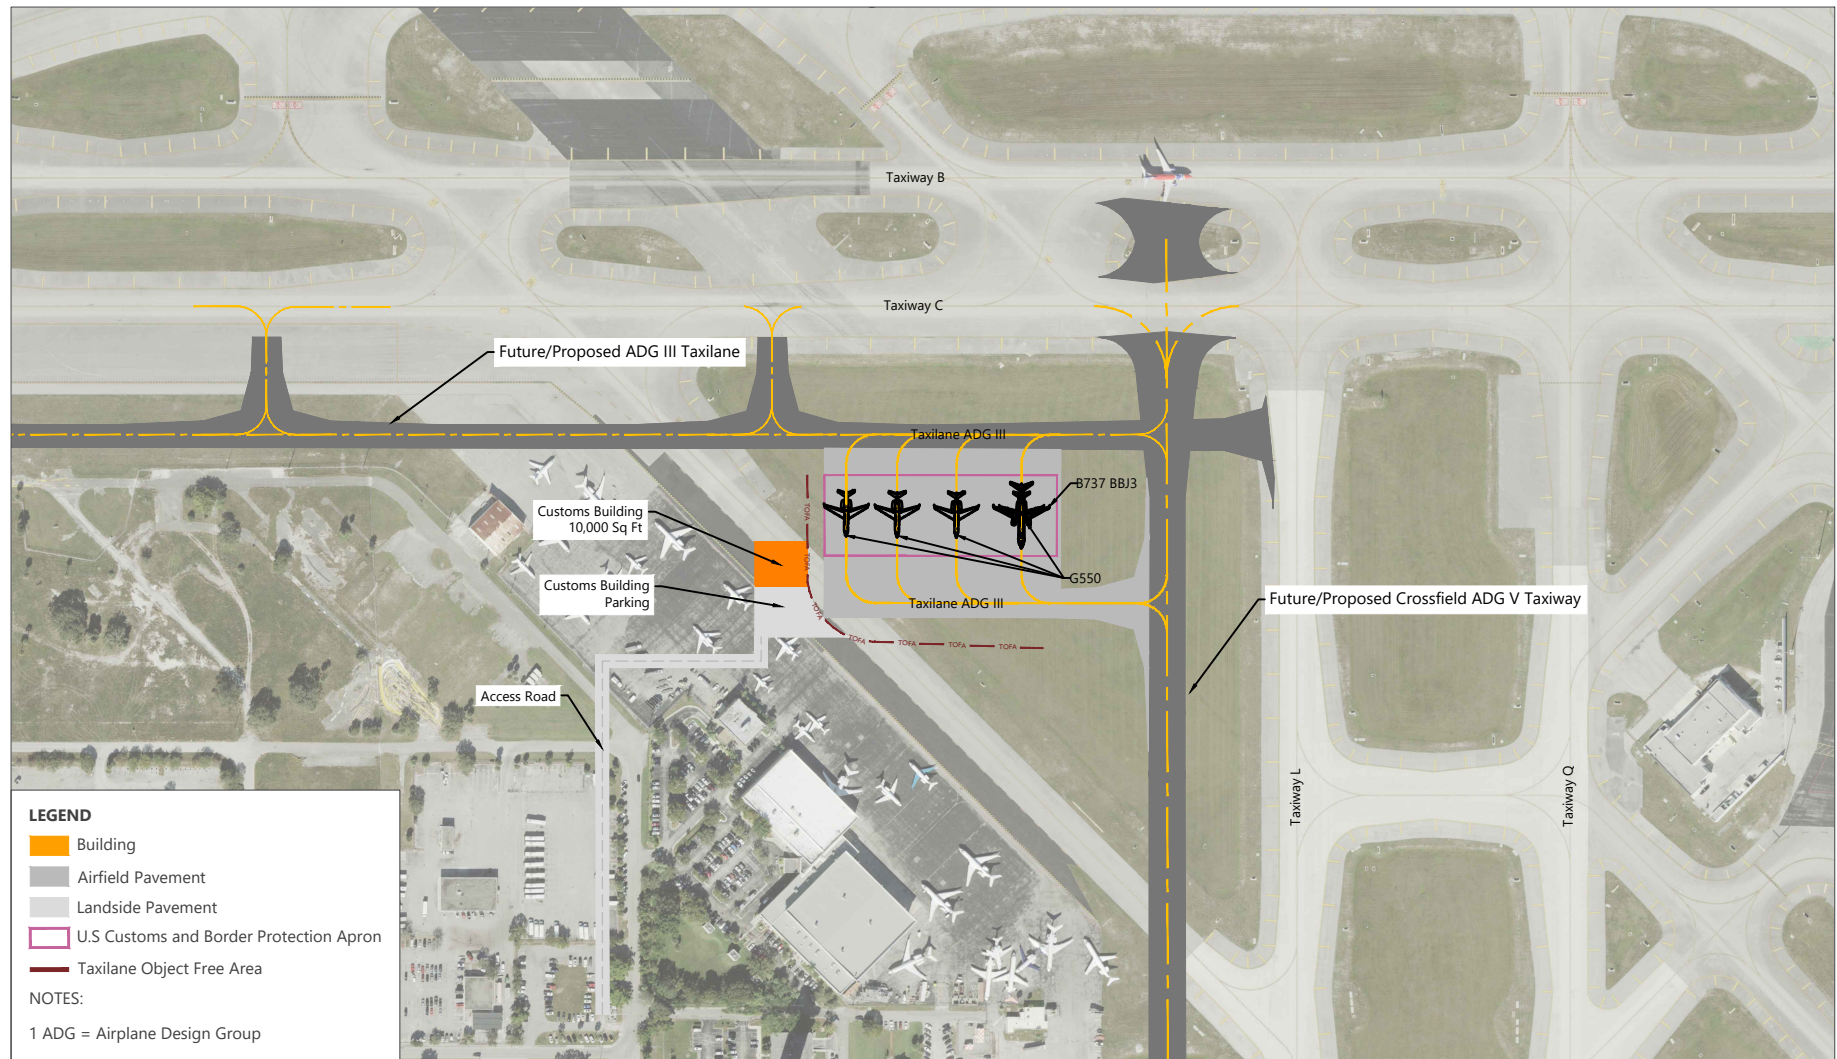 Taxiway B
Taxiway C
Future/Proposed ADG III Taxilane
Taxilane ADG III
B737 BBJ3
TOFA
Customs Building
10,000 Sq Ft
TOFA
G550
Customs Building
Parking
Taxilane ADG III
TOFA
Future/Proposed Crossfield ADG V Taxiway
TOFA
TOFA
TOFA
TOFA
Access Road
Taxiway L
Taxiway Q
LEGEND
Building
Airfield Pavement
Landside Pavement
U.S Customs and Border Protection Apron
Taxilane Object Free Area
NOTES:
1 ADG = Airplane Design Group